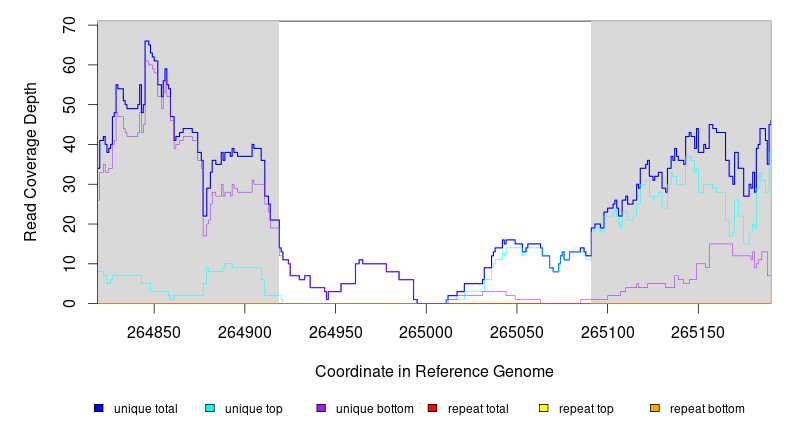 70
60
50
40
30
20
10
0
Read Coverage Depth
264850 264900 264950 265000 265050 265100 265150
Coordinate in Reference Genome
unique total unique top unique bottom repeat total repeat top repeat bottom